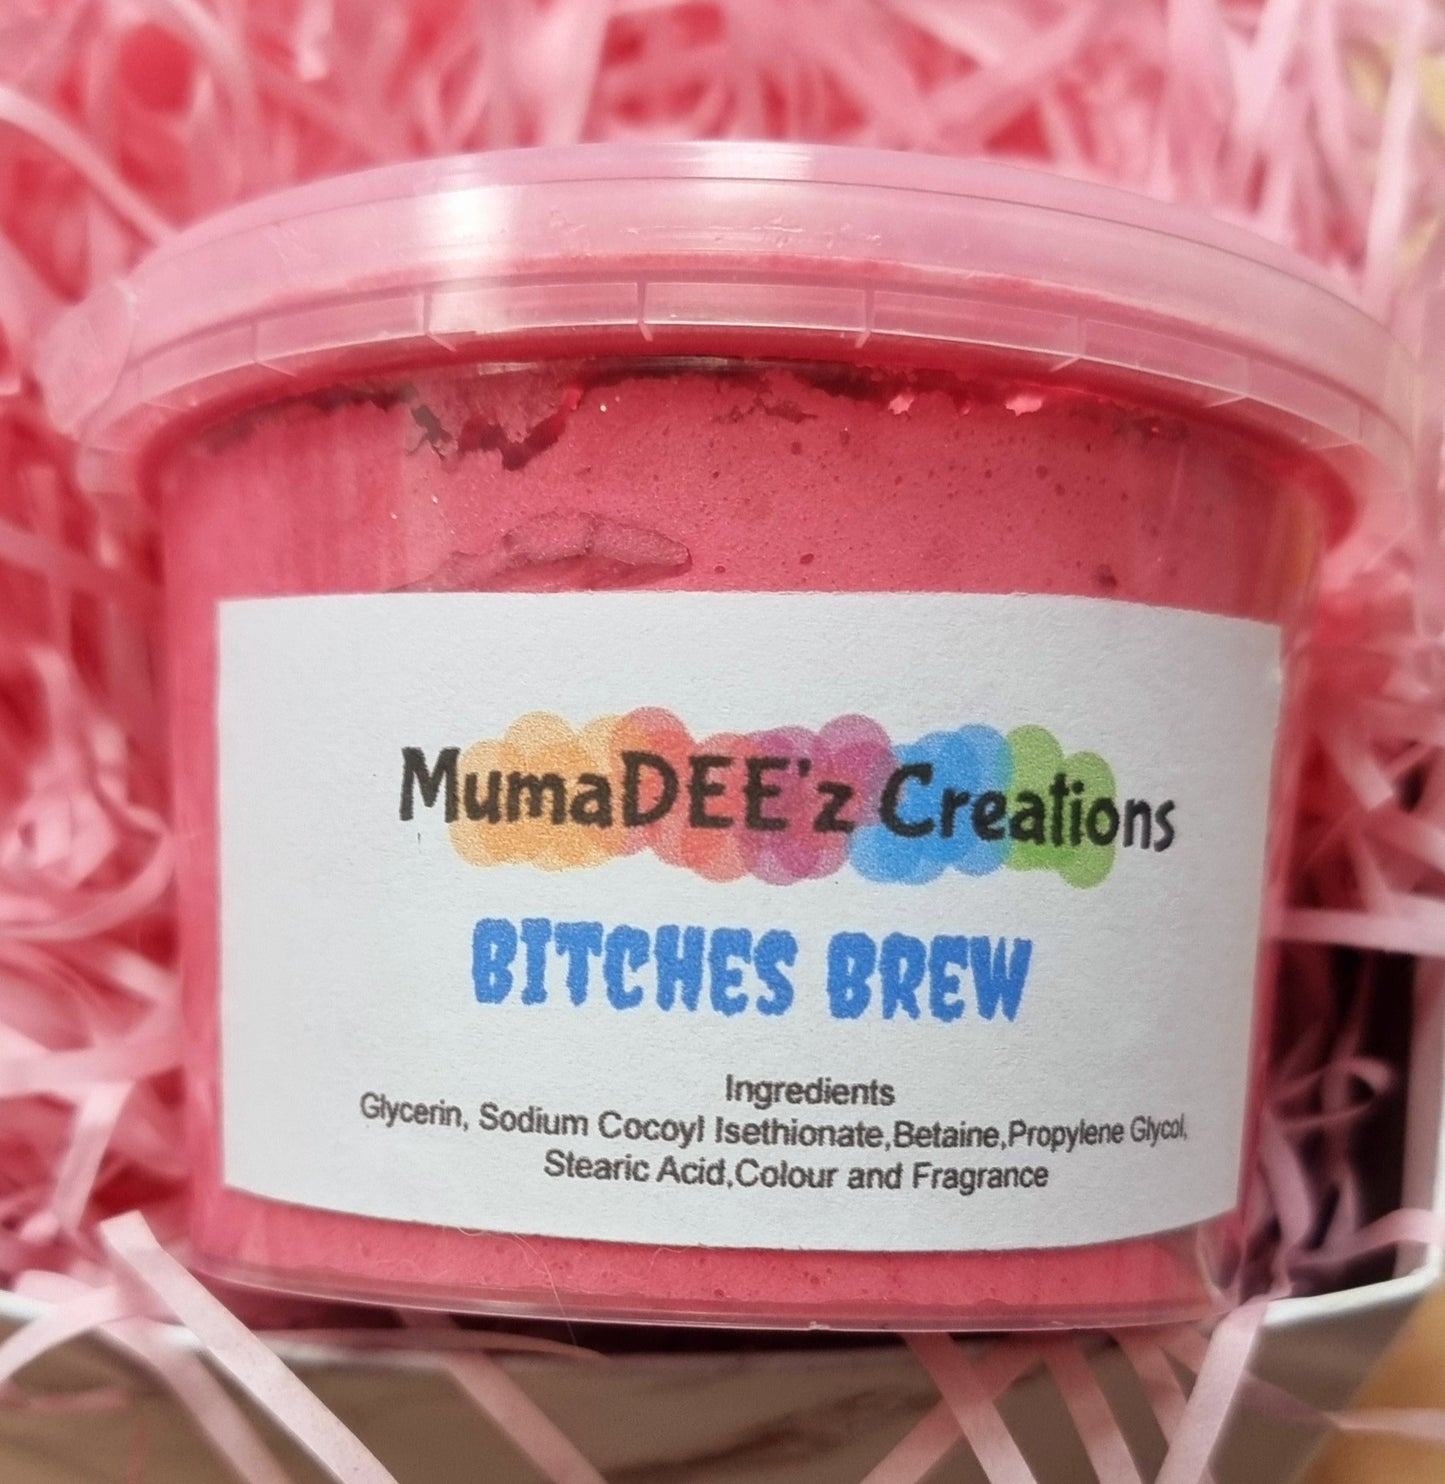 MumaDEE'z Creations
BITCHES BREW
Ingredients
Glycerin, Sodium Cocoyl Isethionate,Betaine,Propylene Glycol,
Stearic Acid,Colour and Fragrance